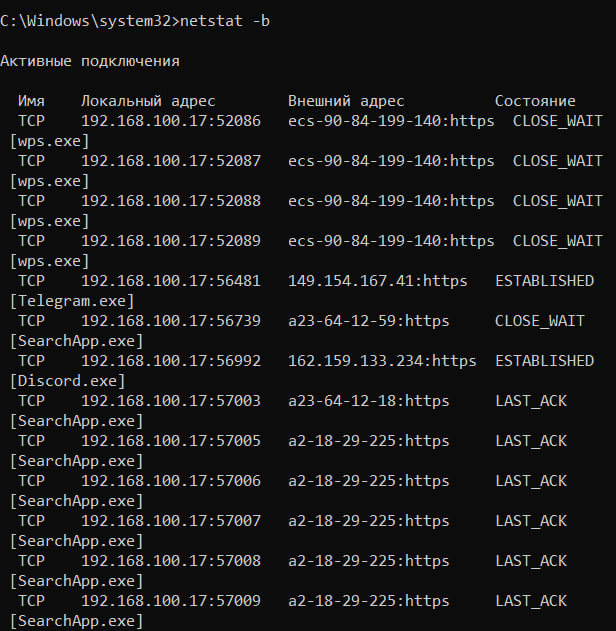 C:\Windows\system32>netstat -b
Активные подключения
Имя Локальный адрес Внешний адрес Состояние
TCP 192.168.100.17:52086 ecs-90-84-199-140:https CLOSE_WAIT
[wps.exe]
TCP 192.168.100.17:52087 ecs-90-84-199-140:https CLOSE_WAIT
[wps.exe]
TCP 192.168.100.17:52088 ecs-90-84-199-140:https CLOSE_WAIT
[wps.exe]
TCP 192.168.100.17:52089 ecs-90-84-199-140:https CLOSE_WAIT
[wps.exe]
TCP 192.168.100.17:56481 149.154.167.41:https ESTABLISHED
[Telegram.exe]
TCP 192.168.100.17:56739 a23-64-12-59:https CLOSE_WAIT
[SearchApp.exe]
TCP 192.168.100.17:56992 162.159.133.234:https ESTABLISHED
[Discord.exe]
TCP 192.168.100.17:57003 a23-64-12-18:https LAST_ACK
[SearchApp.exe]
TCP 192.168.100.17:57005 a2-18-29-225:https LAST_ACK
[SearchApp.exe]
TCP 192.168.100.17:57006 a2-18-29-225:https LAST_ACK
[SearchApp.exe]
TCP 192.168.100.17:57007 a2-18-29-225:https LAST_ACK
[SearchApp.exe]
TCP 192.168.100.17:57008 a2-18-29-225:https LAST_ACK
[SearchApp.exe]
TCP 192.168.100.17:57009 a2-18-29-225:https LAST_ACK
[SearchApp.exe]